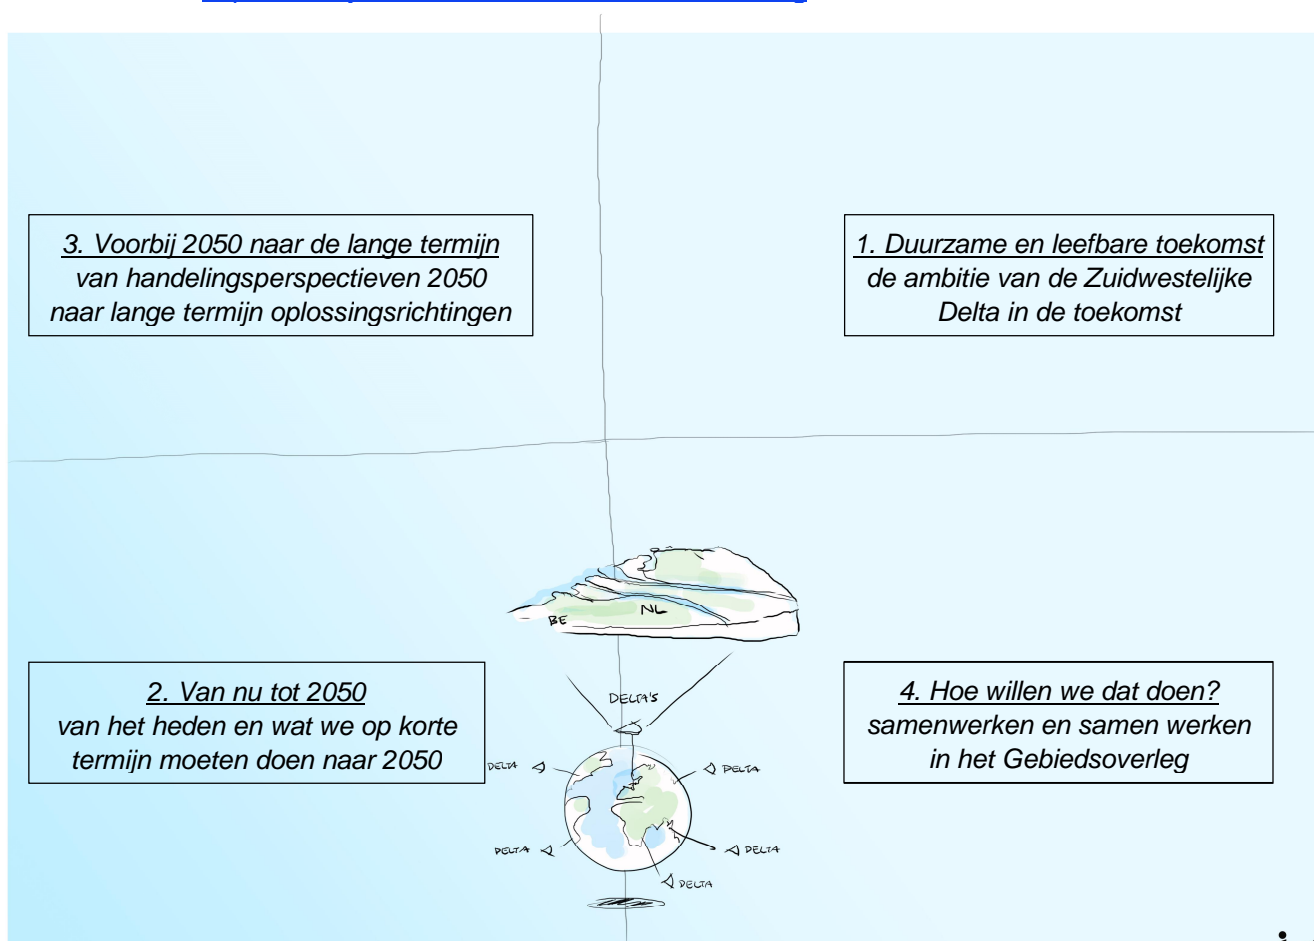 3. Voorbij 2050 naar de lange termijn
van handelingsperspectieven 2050
naar lange termijn oplossingsrichtingen
1. Duurzame en leefbare toekomst
de ambitie van de Zuidwestelijke
Delta in de toekomst
BE
NL
2. Van nu tot 2050
van het heden en wat we op korte
termijn moeten doen naar 2050
4. Hoe willen we dat doen?
samenwerken en samen werken
in het Gebiedsoverleg
DELTA'S
DELTA
DELTA
DELTA
DELTA
DELTA